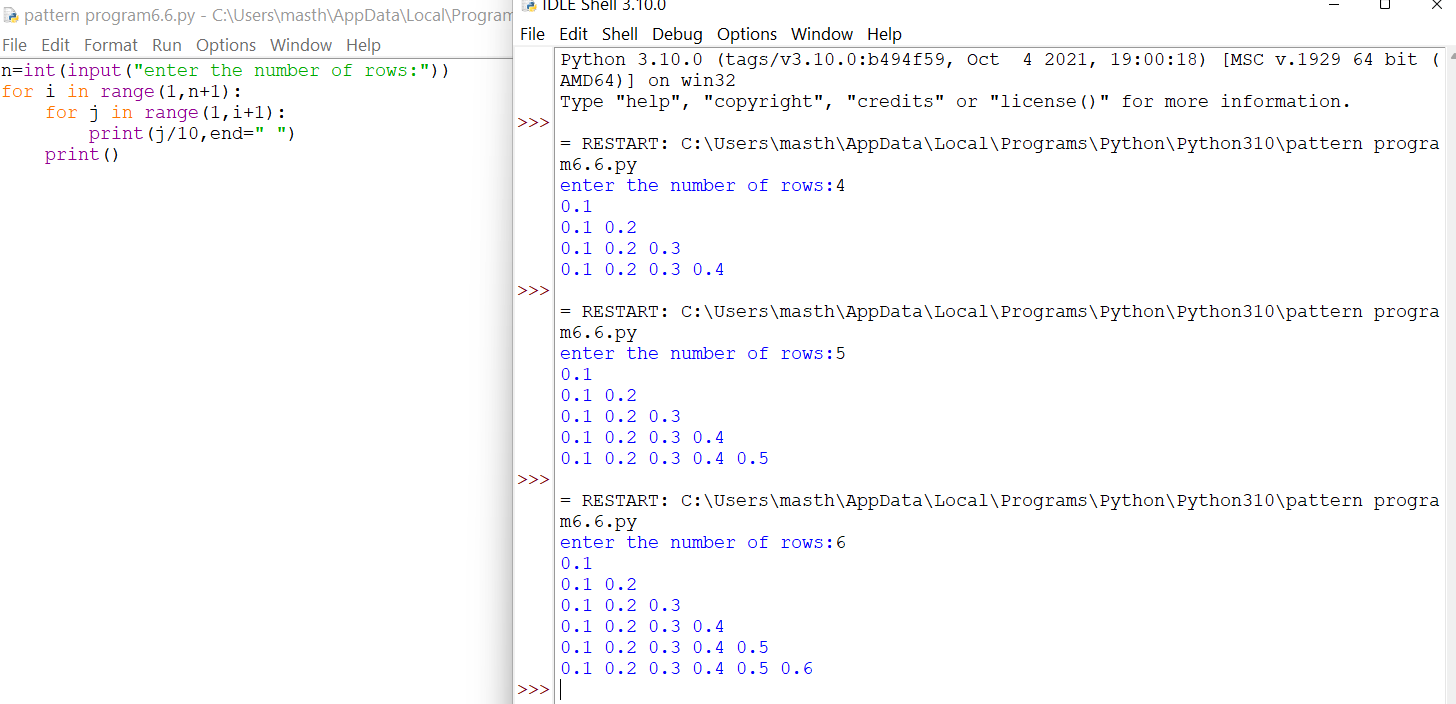 pattern program6.6.py - C:\Users\masth\AppData\Local\Program
File Edit Format Run Options Window Help
n=int(input("enter the number of rows:"))
for i in range(1,n+1):
    for j in range(1,i+1):
        print(j/10,end=" ")
    print()
IDLE Shell 3.10.0
File Edit Shell Debug Options Window Help
Python 3.10.0 (tags/v3.10.0:b494f59, Oct  4 2021, 19:00:18) [MSC v.1929 64 bit (
AMD64)] on win32
Type "help", "copyright", "credits" or "license()" for more information.
>>>
= RESTART: C:\Users\masth\AppData\Local\Programs\Python\Python310\pattern progra
m6.6.py
enter the number of rows:4
0.1
0.1 0.2
0.1 0.2 0.3
0.1 0.2 0.3 0.4
>>>
= RESTART: C:\Users\masth\AppData\Local\Programs\Python\Python310\pattern progra
m6.6.py
enter the number of rows:5
0.1
0.1 0.2
0.1 0.2 0.3
0.1 0.2 0.3 0.4
0.1 0.2 0.3 0.4 0.5
>>>
= RESTART: C:\Users\masth\AppData\Local\Programs\Python\Python310\pattern progra
m6.6.py
enter the number of rows:6
0.1
0.1 0.2
0.1 0.2 0.3
0.1 0.2 0.3 0.4
0.1 0.2 0.3 0.4 0.5
0.1 0.2 0.3 0.4 0.5 0.6
>>>